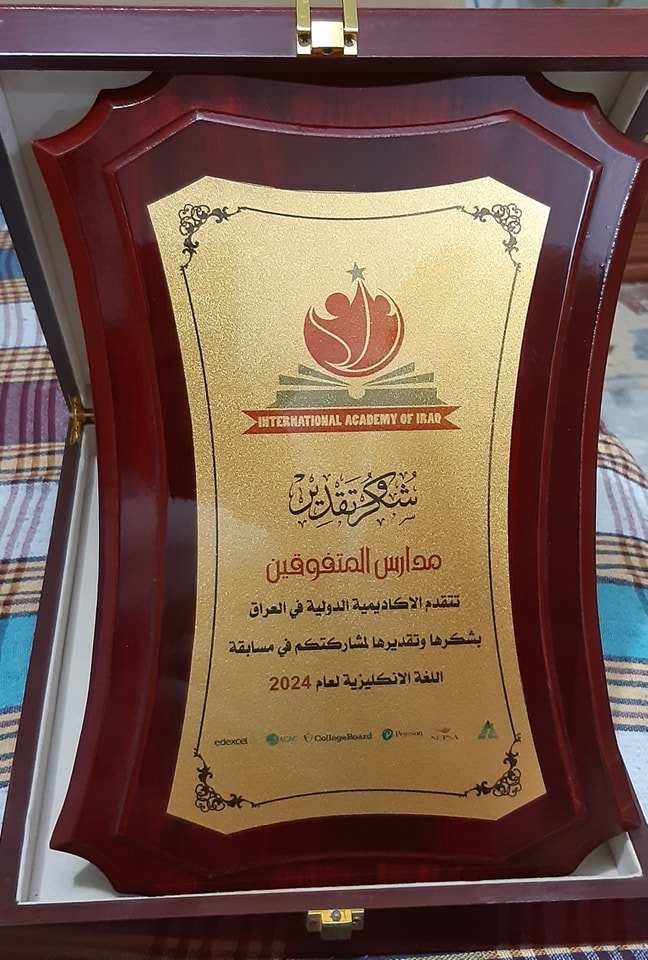 INTERNATIONAL ACADEMY OF IRAQ
شكر وتقدير
مدارس المتفوقين
تتقدم الاكاديمية الدولية في العراق
بشكرها وتقديرها لمشاركتكم في مسابقة
اللغة الانكليزية لعام 2024
edexcel ACAC CollegeBoard Pearson